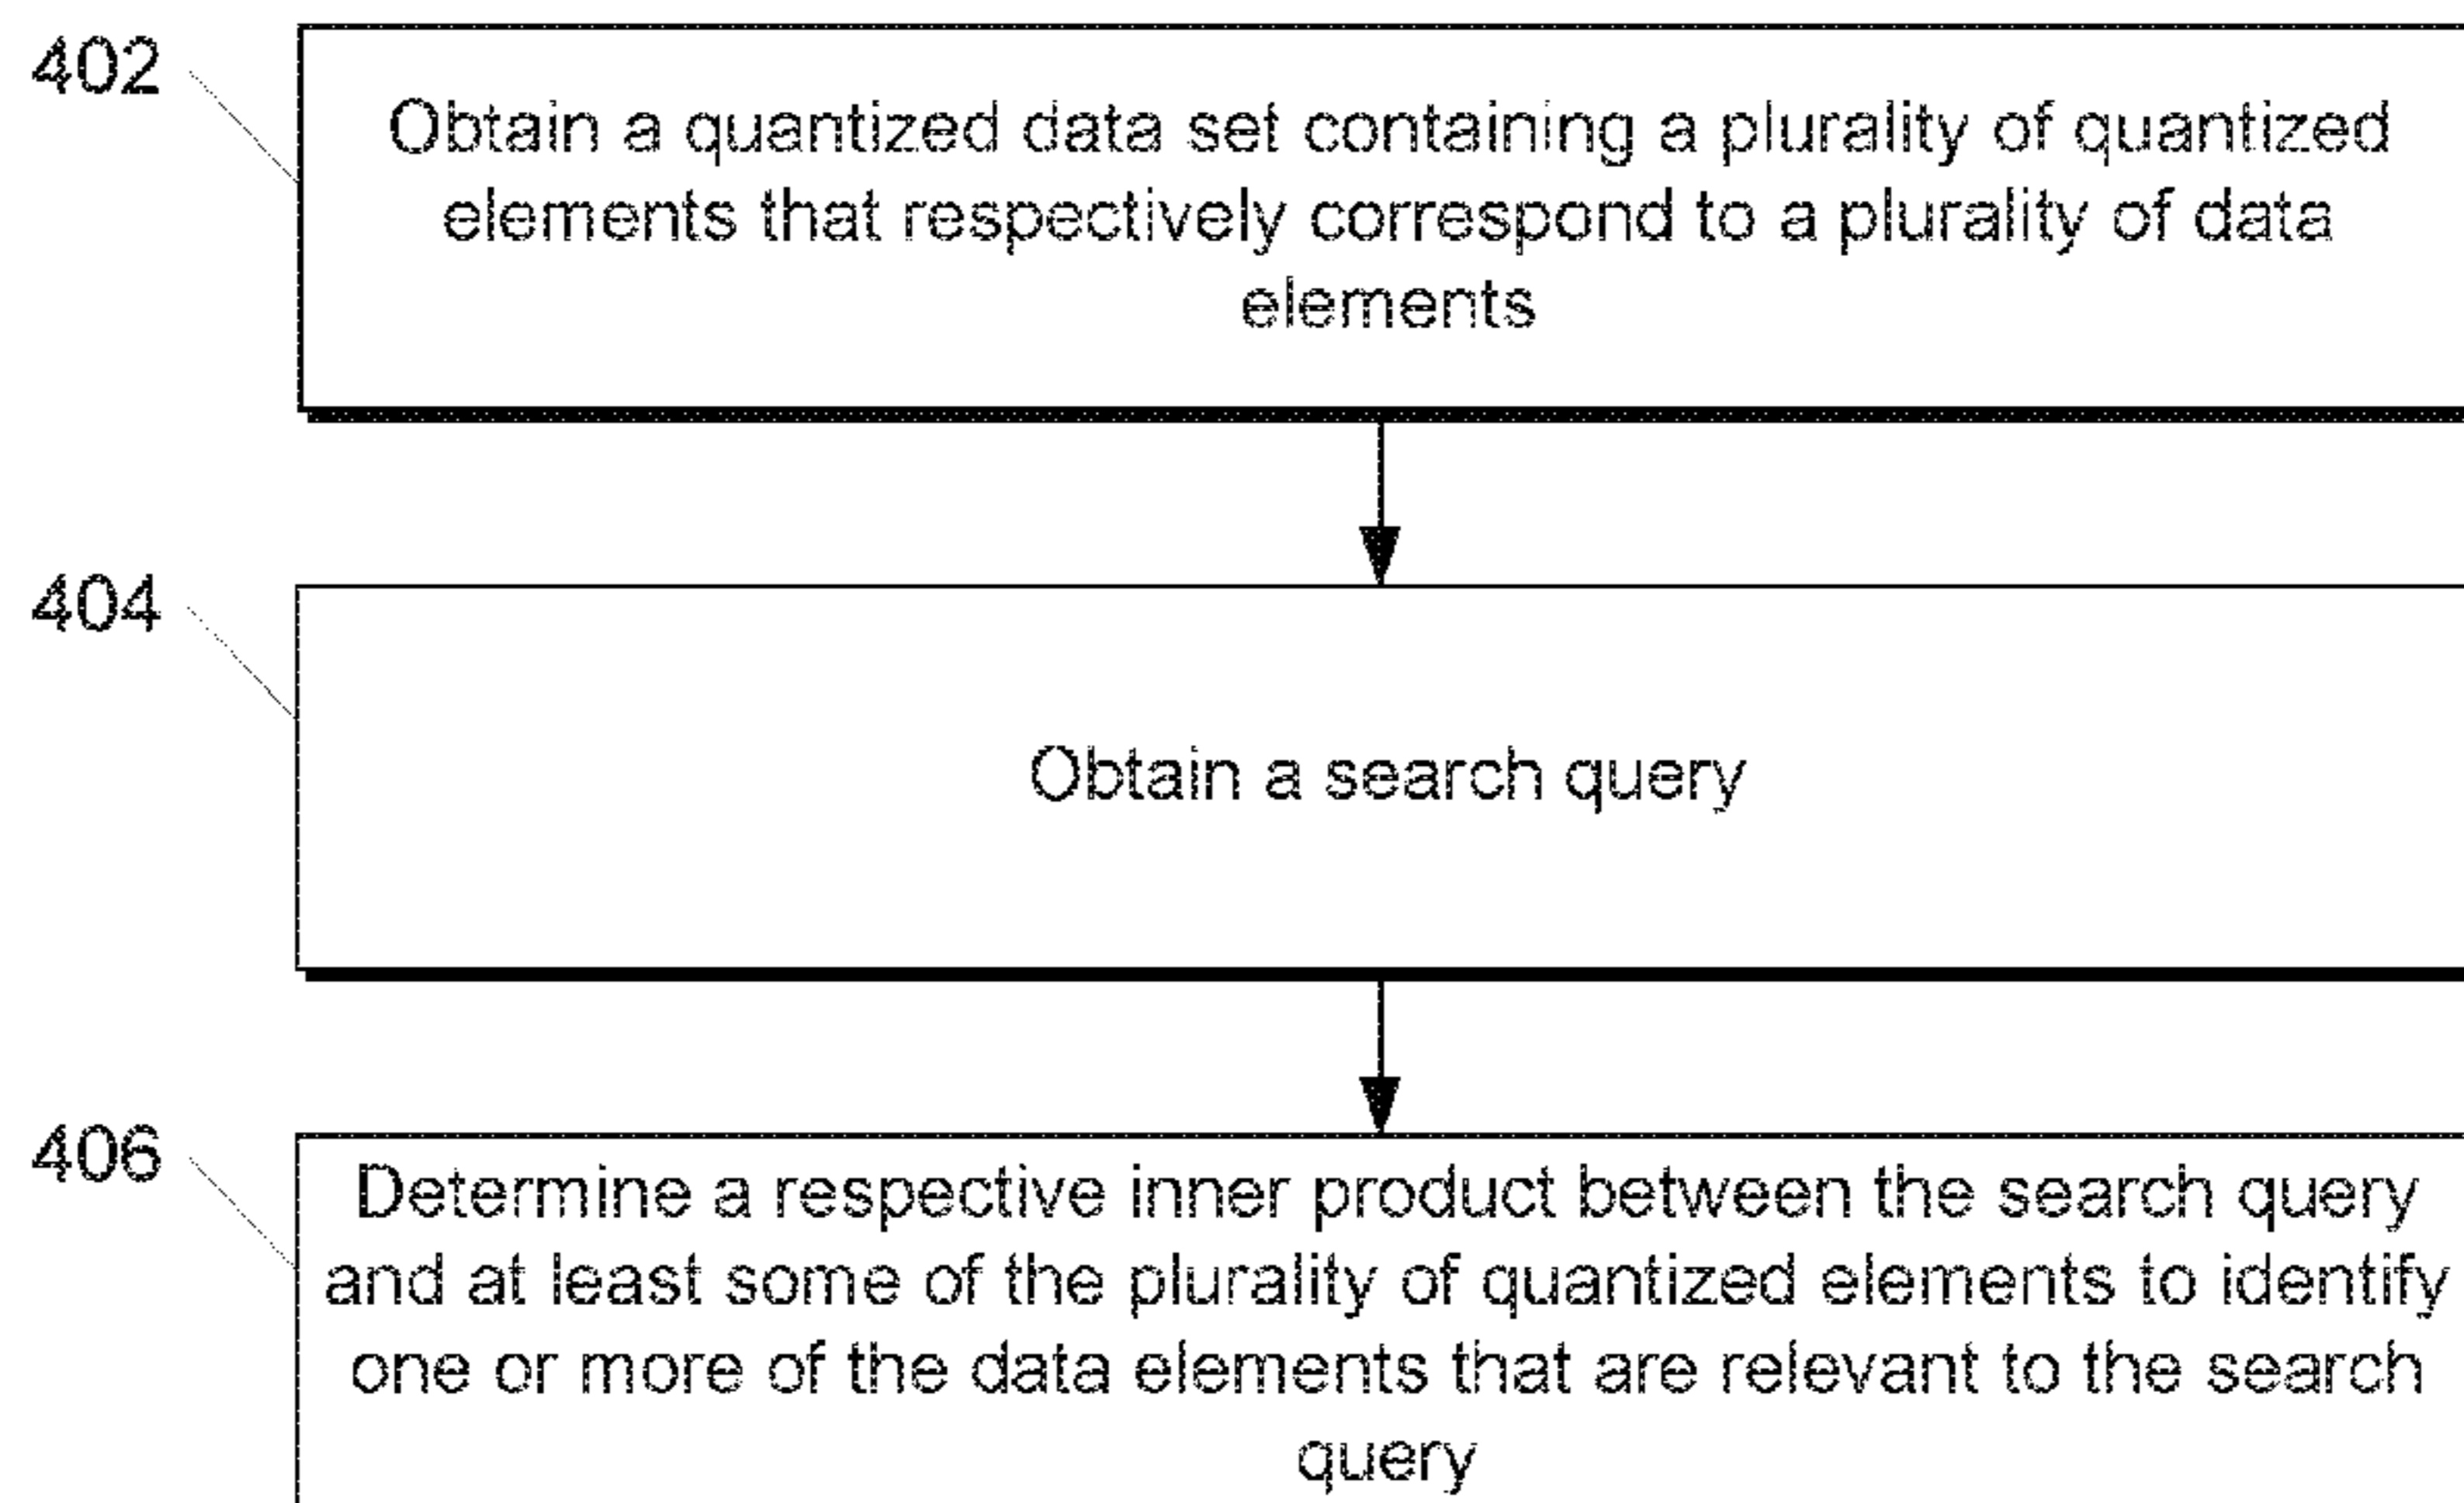 402
Obtain a quantized data set containing a plurality of quantized
elements that respectively correspond to a plurality of data
elements
404
Obtain a search query
406
Determine a respective inner product between the search query
and at least some of the plurality of quantized elements to identify
one or more of the data elements that are relevant to the search
query